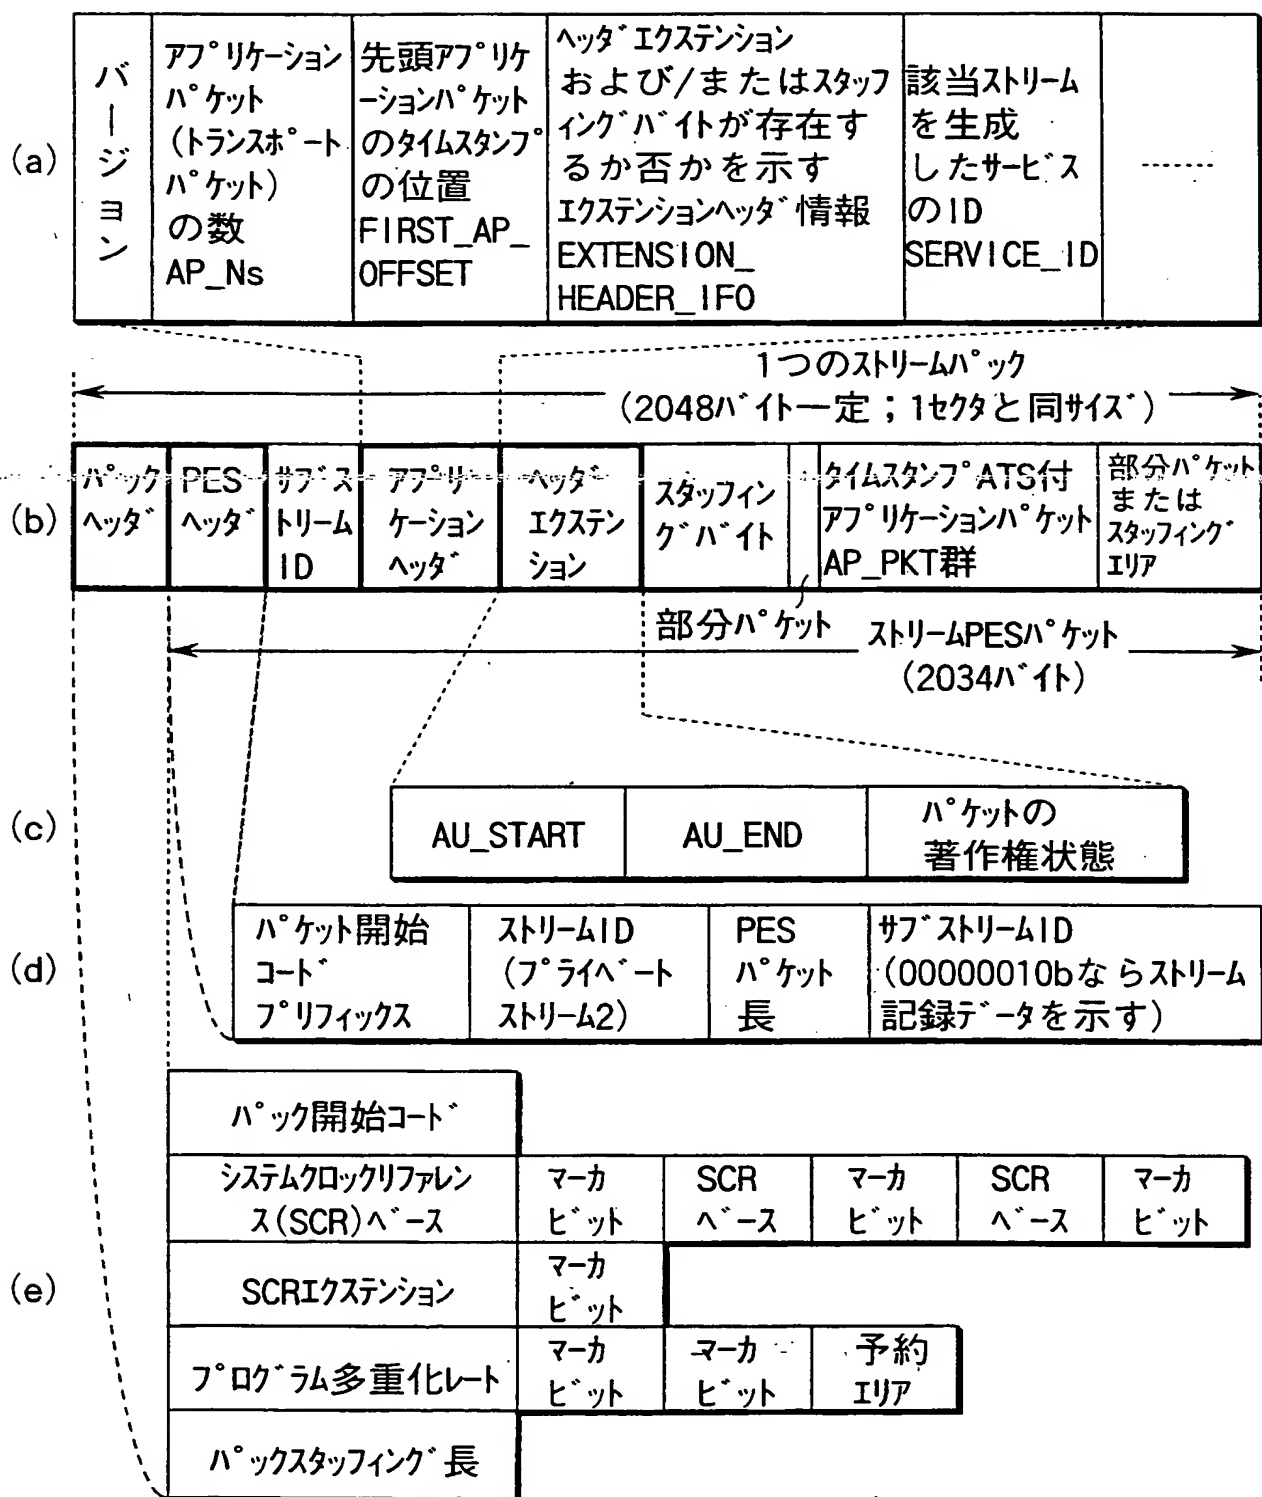 (a)
バージョン
アプリケーション
パケット
(トランスポート
パケット)
の数
AP_Ns
先頭アプリケ
ーションパケット
のタイムスタンプ
の位置
FIRST_AP_
OFFSET
ヘッダエクステンション
および/またはスタッフ
ィングバイトが存在す
るか否かを示す
エクステンションヘッダ情報
EXTENSION_
HEADER_IFO
該当ストリーム
を生成
したサービス
のID
SERVICE_ID
--------
1つのストリームパック
(2048バイト一定;1セクタと同サイズ)
(b)
パック
ヘッダ
PES
ヘッダ
サブス
トリーム
ID
アプリ
ケーション
ヘッダ
ヘッダ
エクステン
ション
スタッフィン
グバイト
タイムスタンプATS付
アプリケーションパケット
AP_PKT群
部分パケット
または
スタッフィング
エリア
部分パケット
ストリームPESパケット
(2034バイト)
(c)
AU_START
AU_END
パケットの
著作権状態
(d)
パケット開始
コード
プリフィックス
ストリームID
(プライベート
ストリーム2)
PES
パケット
長
サブストリームID
(00000010bならストリーム
記録データを示す)
(e)
パック開始コード
システムクロックリファレン
ス(SCR)ベース
マーカ
ビット
SCR
ベース
マーカ
ビット
SCR
ベース
マーカ
ビット
SCRエクステンション
マーカ
ビット
プログラム多重化レート
マーカ
ビット
マーカ
ビット
予約
エリア
パックスタッフィング長